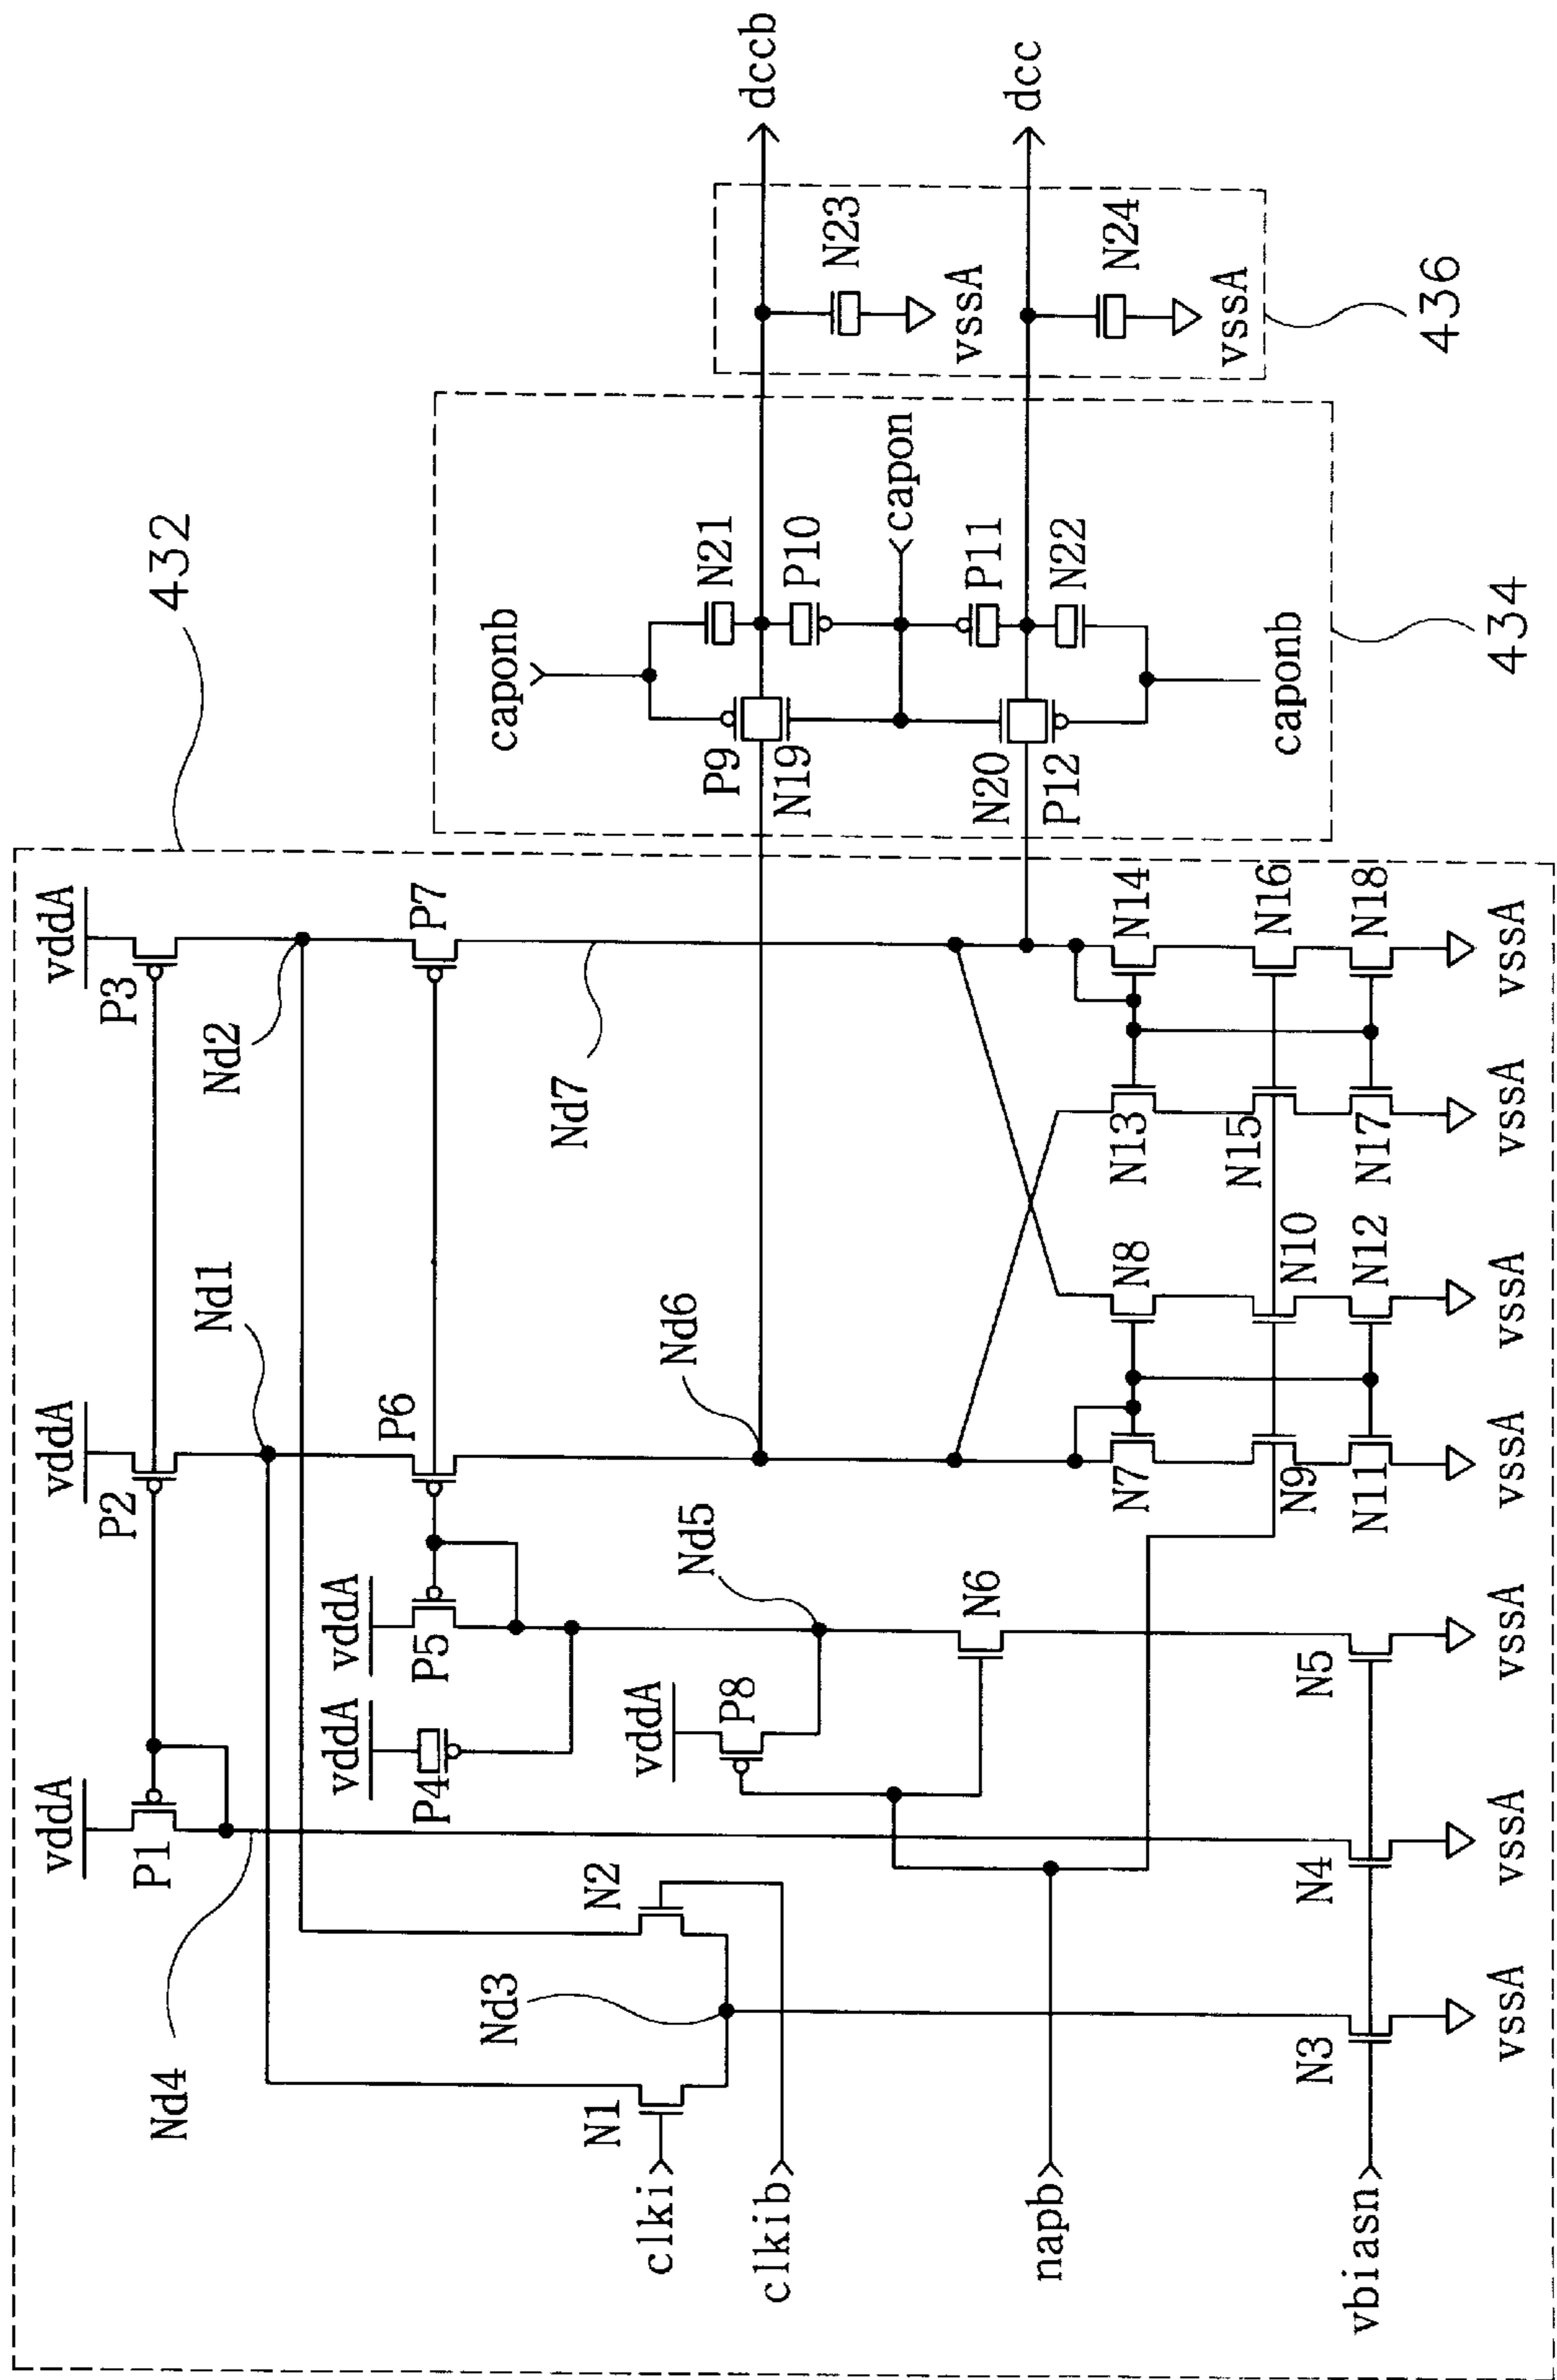 432
vddA
vddA
vddA
P1
P2
P3
Nd4
Nd1
Nd2
vddA
vddA
P4
P5
P6
P7
N1
N2
Nd3
clki
clkib
vddA
P8
Nd5
Nd6
Nd7
N6
napb
N7
N8
N13
N14
N9
N10
N15
N16
vbiasn
N3
N4
N5
N11
N12
N17
N18
vssA
vssA
vssA
vssA
vssA
vssA
vssA
caponb
P9
N19
N21
P10
capon
N20
P12
P11
N22
caponb
434
dccb
N23
vssA
dcc
N24
vssA
436